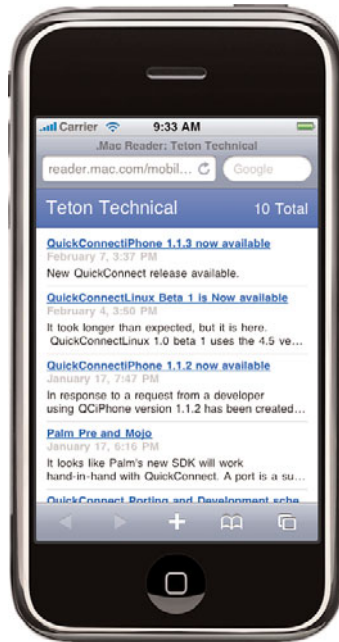 Carrier 9:33 AM
.Mac Reader: Teton Technical
reader.mac.com/mobil... Google
Teton Technical 10 Total
QuickConnectiPhone 1.1.3 now available
February 7, 3:37 PM
New QuickConnect release available.
QuickConnectLinux Beta 1 is Now available
February 4, 3:50 PM
It took longer than expected, but it is here.
QuickConnectLinux 1.0 beta 1 uses the 4.5 ve...
QuickConnectiPhone 1.1.2 now available
January 17, 7:47 PM
In response to a request from a developer
using QCiPhone version 1.1.2 has been created...
Palm Pre and Mojo
January 17, 6:16 PM
It looks like Palm's new SDK will work
hand-in-hand with QuickConnect. A port is a su...
QuickConnect Porting and Development sche